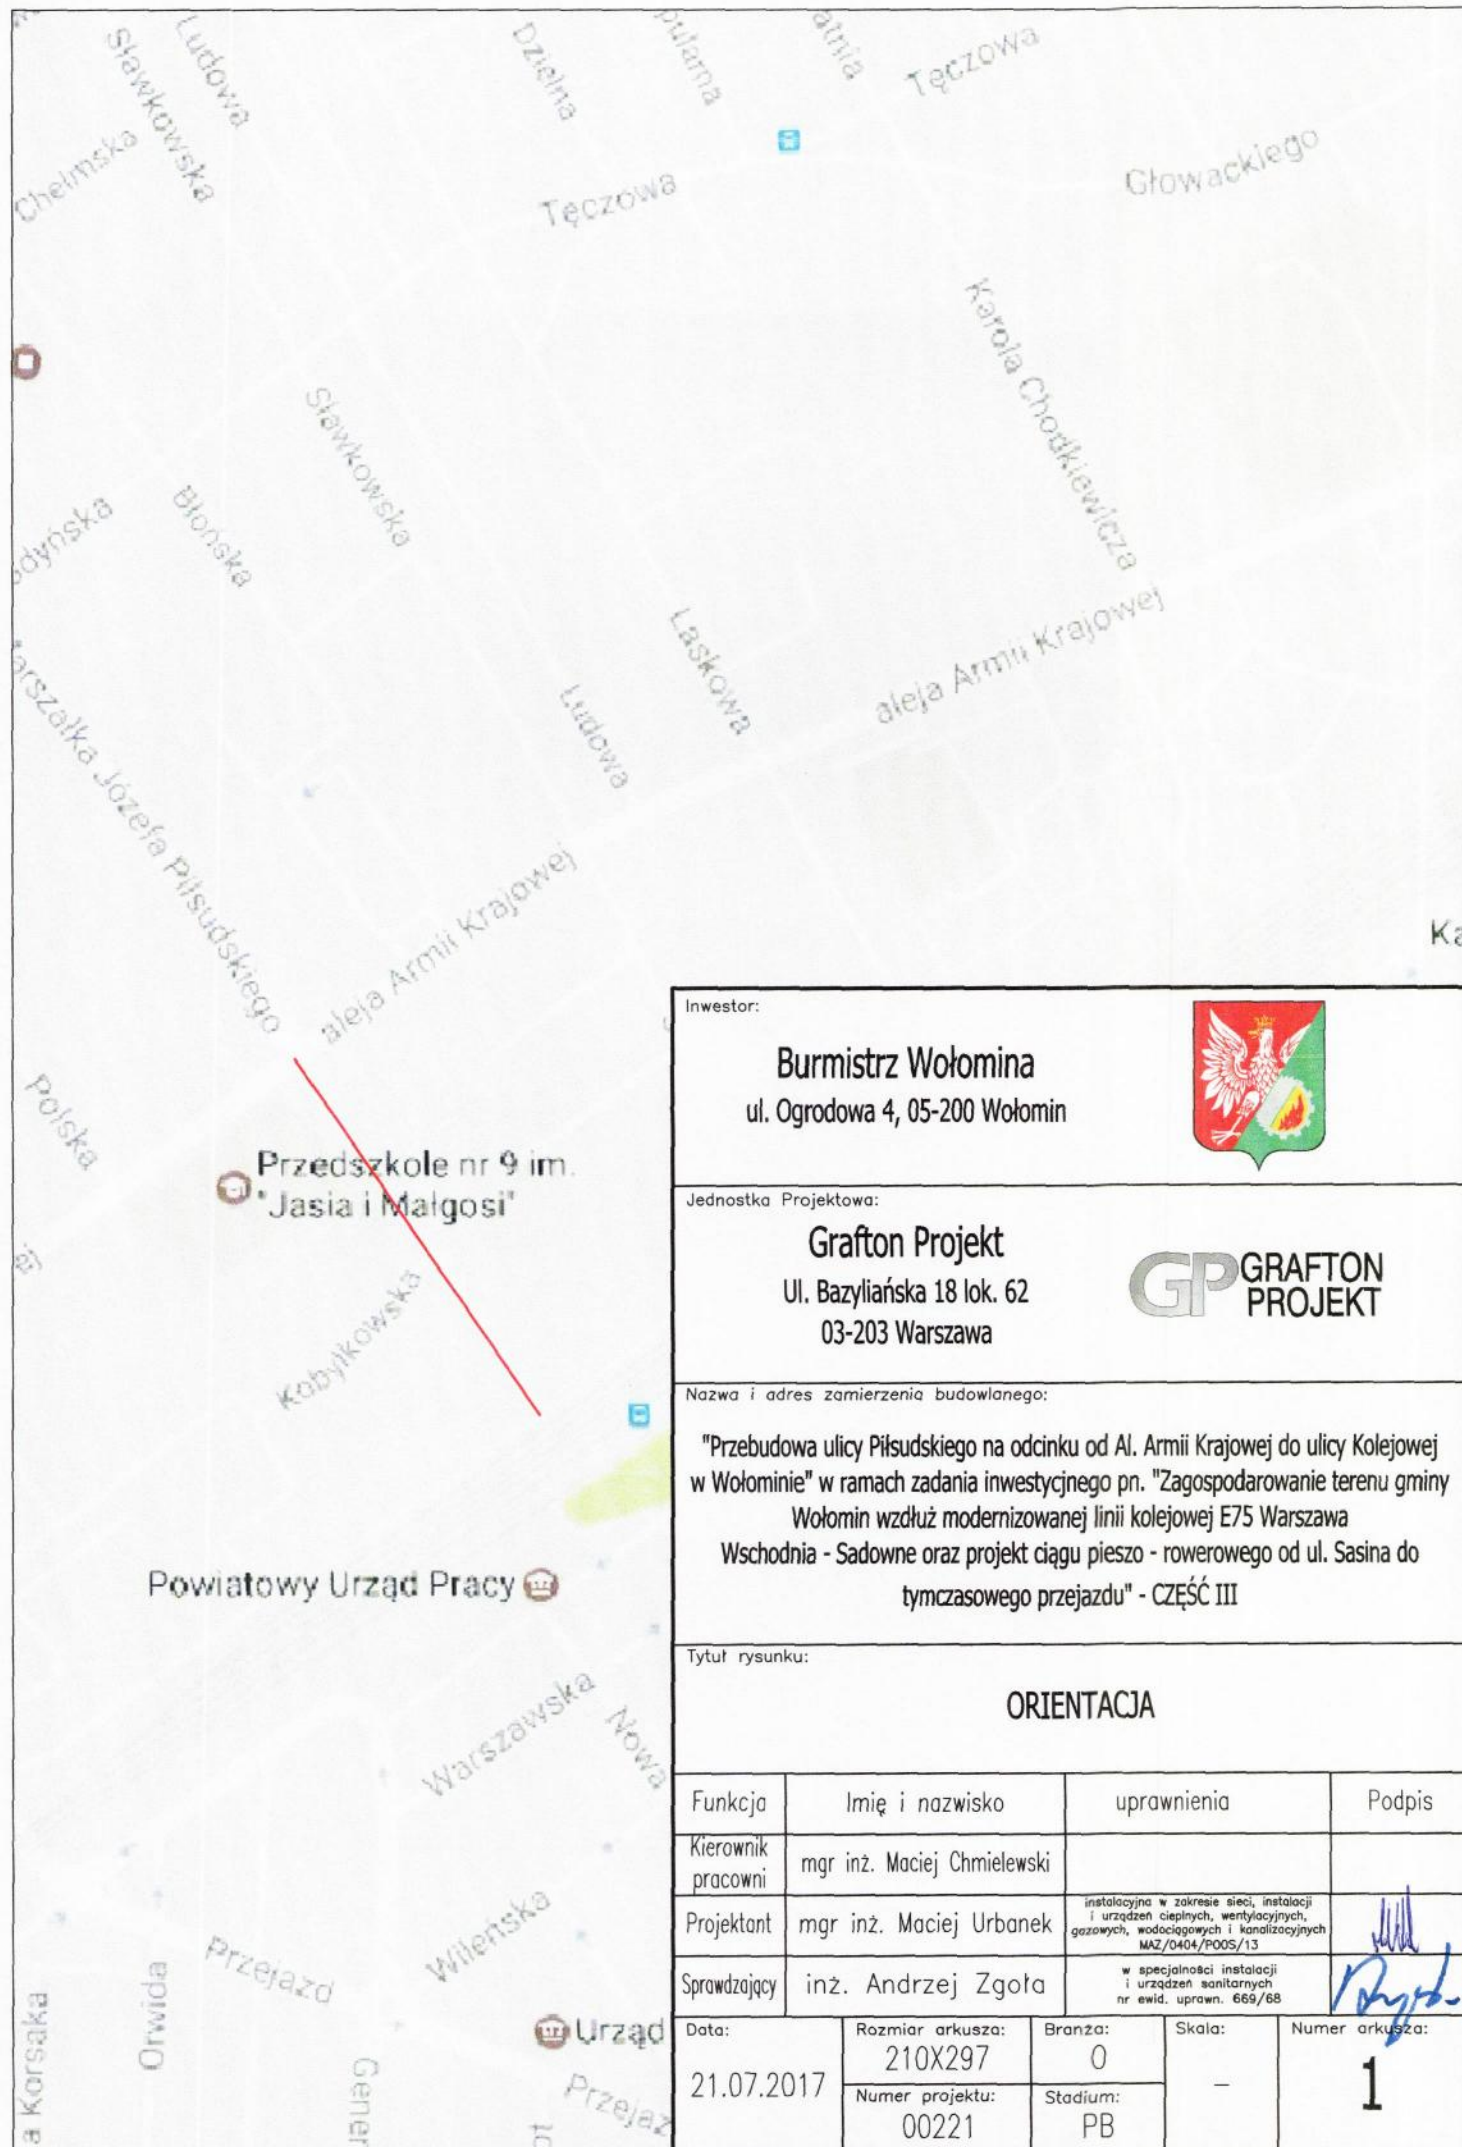 Sławkowska
Ludowa
Dzielna
Tęczowa
Chełmska
Tęczowa
Głowackiego
Karola Chodkiewicza
Sławkowska
Błońska
Laskowa
Ludowa
aleja Armii Krajowej
Józefa Piłsudskiego
aleja Armii Krajowej
Polska
Przedszkole nr 9 im.
"Jasia i Małgosi"
Kobyłkowska
Powiatowy Urząd Pracy
Warszawska
Nowa
Wileńska
Przejazd
Orwida
a Korsaka
Urząd
Przejaz
Gener
Ka
Inwestor:
Burmistrz Wołomina
ul. Ogrodowa 4, 05-200 Wołomin
Jednostka Projektowa:
Grafton Projekt
Ul. Bazyliańska 18 lok. 62
03-203 Warszawa
GP GRAFTON
PROJEKT
Nazwa i adres zamierzenia budowlanego:
"Przebudowa ulicy Piłsudskiego na odcinku od Al. Armii Krajowej do ulicy Kolejowej
w Wołominie" w ramach zadania inwestycjnego pn. "Zagospodarowanie terenu gminy
Wołomin wzdłuż modernizowanej linii kolejowej E75 Warszawa
Wschodnia - Sadowne oraz projekt ciągu pieszo - rowerowego od ul. Sasina do
tymczasowego przejazdu" - CZĘŚĆ III
Tytuł rysunku:
ORIENTACJA
Funkcja Imię i nazwisko uprawnienia Podpis
Kierownik
pracowni
mgr inż. Maciej Chmielewski
Projektant mgr inż. Maciej Urbanek
instalacyjna w zakresie sieci, instalacji
i urządzeń cieplnych, wentylacyjnych,
gazowych, wodociągowych i kanalizacyjnych
MAZ/0404/POOS/13
Sprawdzający inż. Andrzej Zgoła
w specjalności instalacji
i urządzeń sanitarnych
nr ewid. uprawn. 669/68
Data:
21.07.2017
Rozmiar arkusza:
210X297
Branża:
O
Skala:
–
Numer arkusza:
1
Numer projektu:
00221
Stadium:
PB